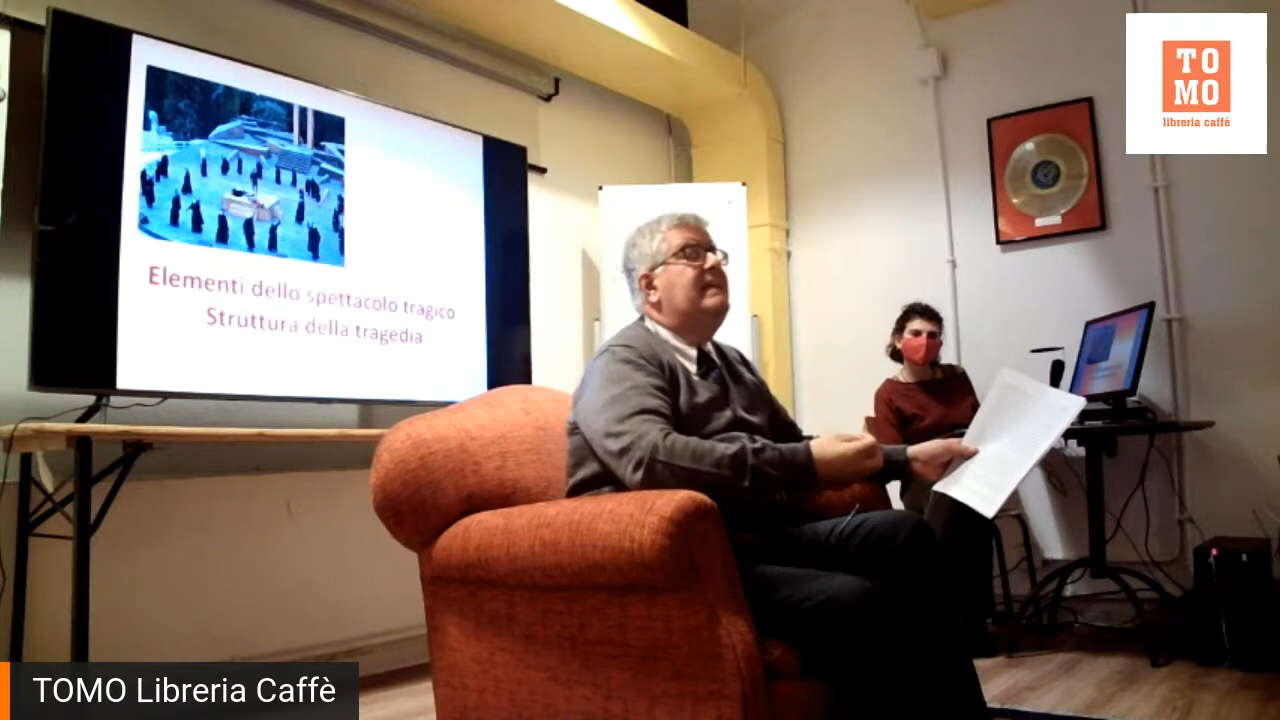 TO
MO
libreria caffè
Elementi dello spettacolo tragico
Struttura della tragedia
TOMO Libreria Caffè